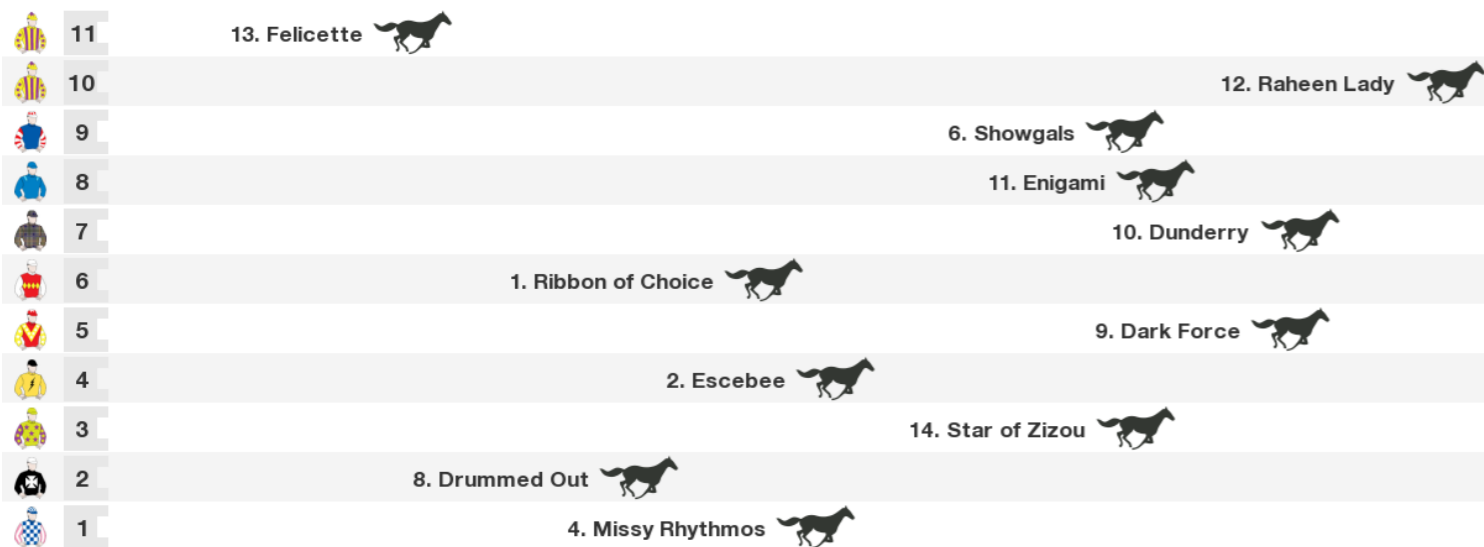 11 13. Felicette
10 12. Raheen Lady
9 6. Showgals
8 11. Enigami
7 10. Dunderry
6 1. Ribbon of Choice
5 9. Dark Force
4 2. Escebee
3 14. Star of Zizou
2 8. Drummed Out
1 4. Missy Rhythmos